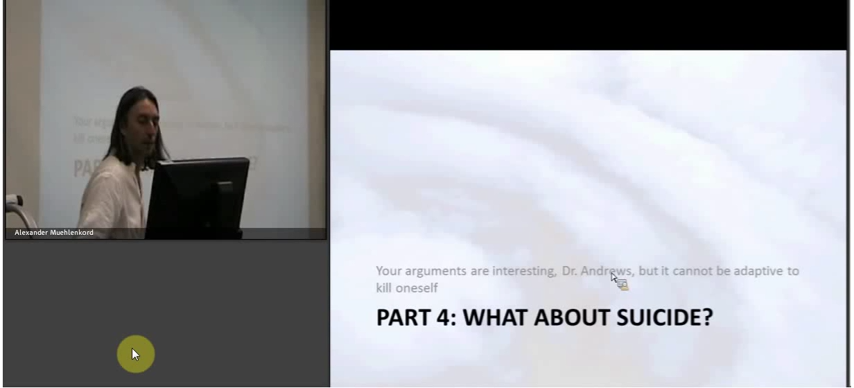 Your arguments are interesting, Dr. Andrews, but it cannot be adaptive to
kill oneself
PART 4: WHAT ABOUT SUICIDE?
Alexander Muehlenkord